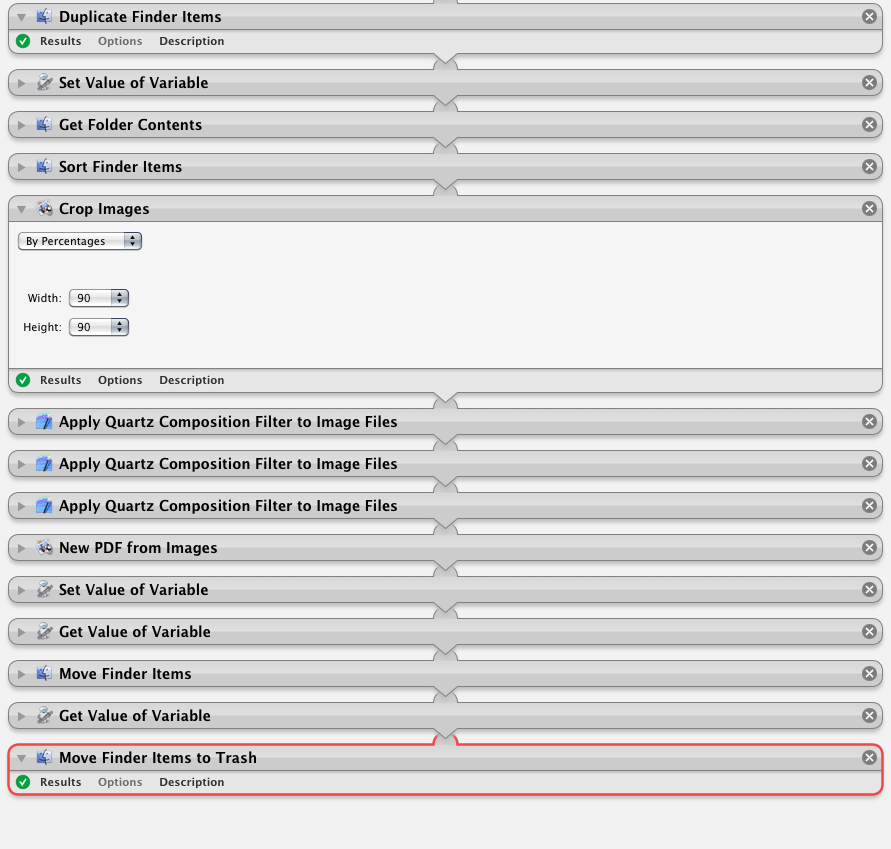 Duplicate Finder Items
Results Options Description
Set Value of Variable
Get Folder Contents
Sort Finder Items
Crop Images
By Percentages
Width: 90
Height: 90
Results Options Description
Apply Quartz Composition Filter to Image Files
Apply Quartz Composition Filter to Image Files
Apply Quartz Composition Filter to Image Files
New PDF from Images
Set Value of Variable
Get Value of Variable
Move Finder Items
Get Value of Variable
Move Finder Items to Trash
Results Options Description